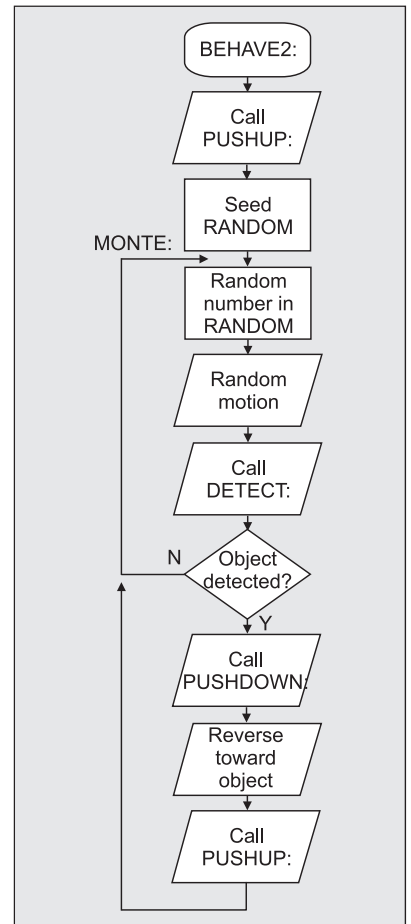 BEHAVE2:
Call
PUSHUP:
Seed
RANDOM
MONTE:
Random
number in
RANDOM
Random
motion
Call
DETECT:
N
Object
detected?
Y
Call
PUSHDOWN:
Reverse
toward
object
Call
PUSHUP: